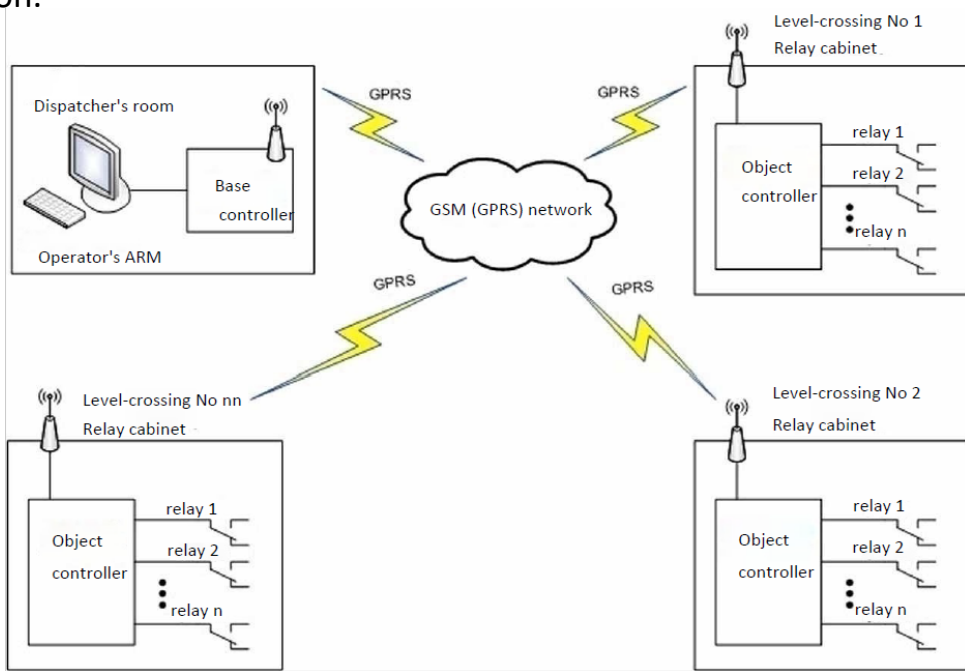 on:
Level-crossing No 1
Relay cabinet
Dispatcher's room
Base
controller
Operator's ARM
GPRS
GPRS
GSM (GPRS) network
Object
controller
relay 1
relay 2
relay n
GPRS
GPRS
Level-crossing No nn
Relay cabinet
Object
controller
relay 1
relay 2
relay n
Level-crossing No 2
Relay cabinet
Object
controller
relay 1
relay 2
relay n